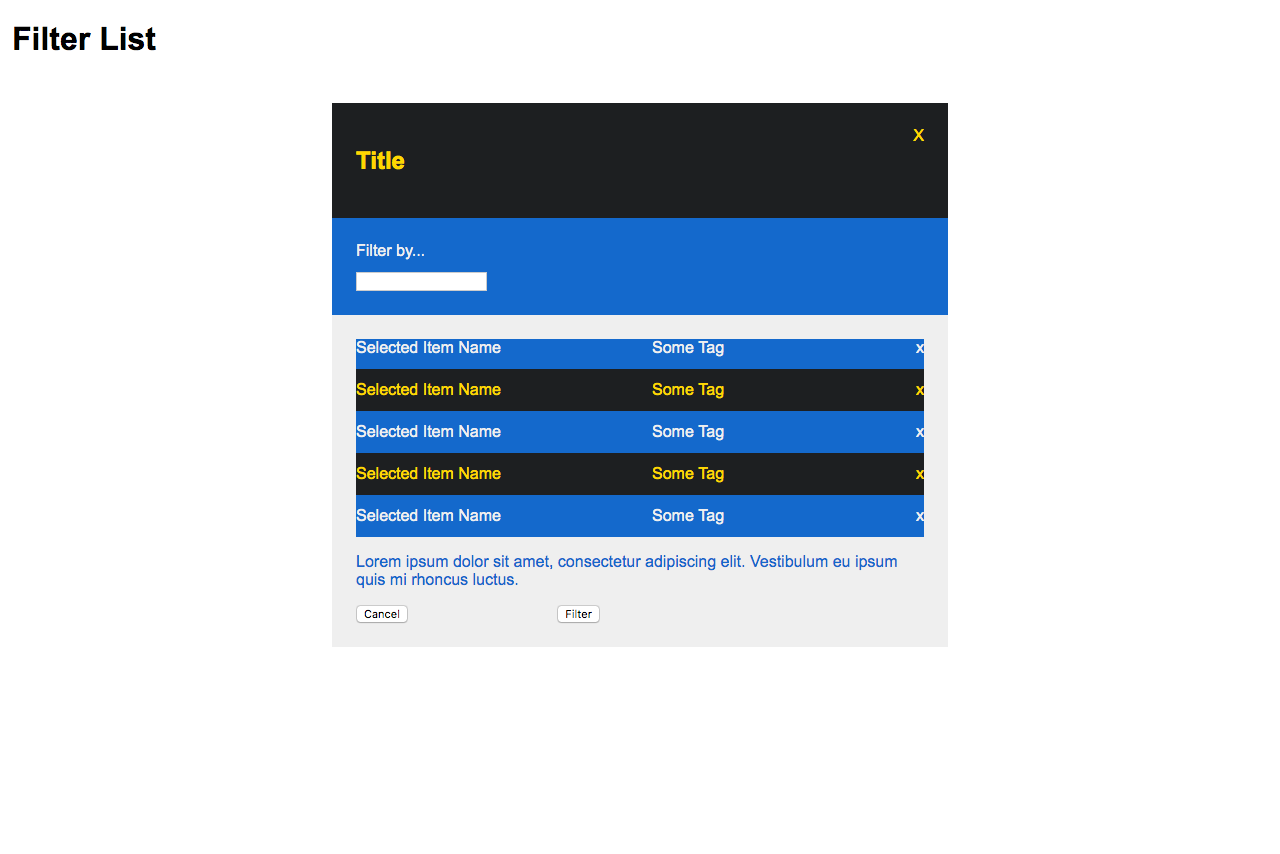 Filter List
X
Title
Filter by...
Selected Item Name Some Tag x
Selected Item Name Some Tag x
Selected Item Name Some Tag x
Selected Item Name Some Tag x
Selected Item Name Some Tag x
Lorem ipsum dolor sit amet, consectetur adipiscing elit. Vestibulum eu ipsum
quis mi rhoncus luctus.
Cancel Filter